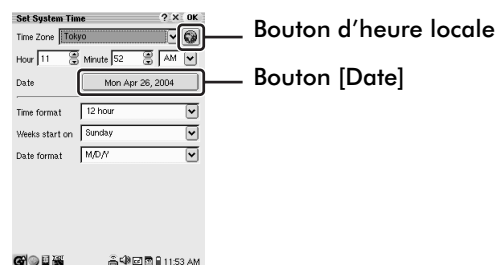 Set System Time ? × OK
Bouton d'heure locale
Time Zone Tokyo
Hour 11 Minute 52 AM
Bouton [Date]
Date Mon Apr 26, 2004
Time format 12 hour
Weeks start on Sunday
Date format M/D/Y
11:53 AM